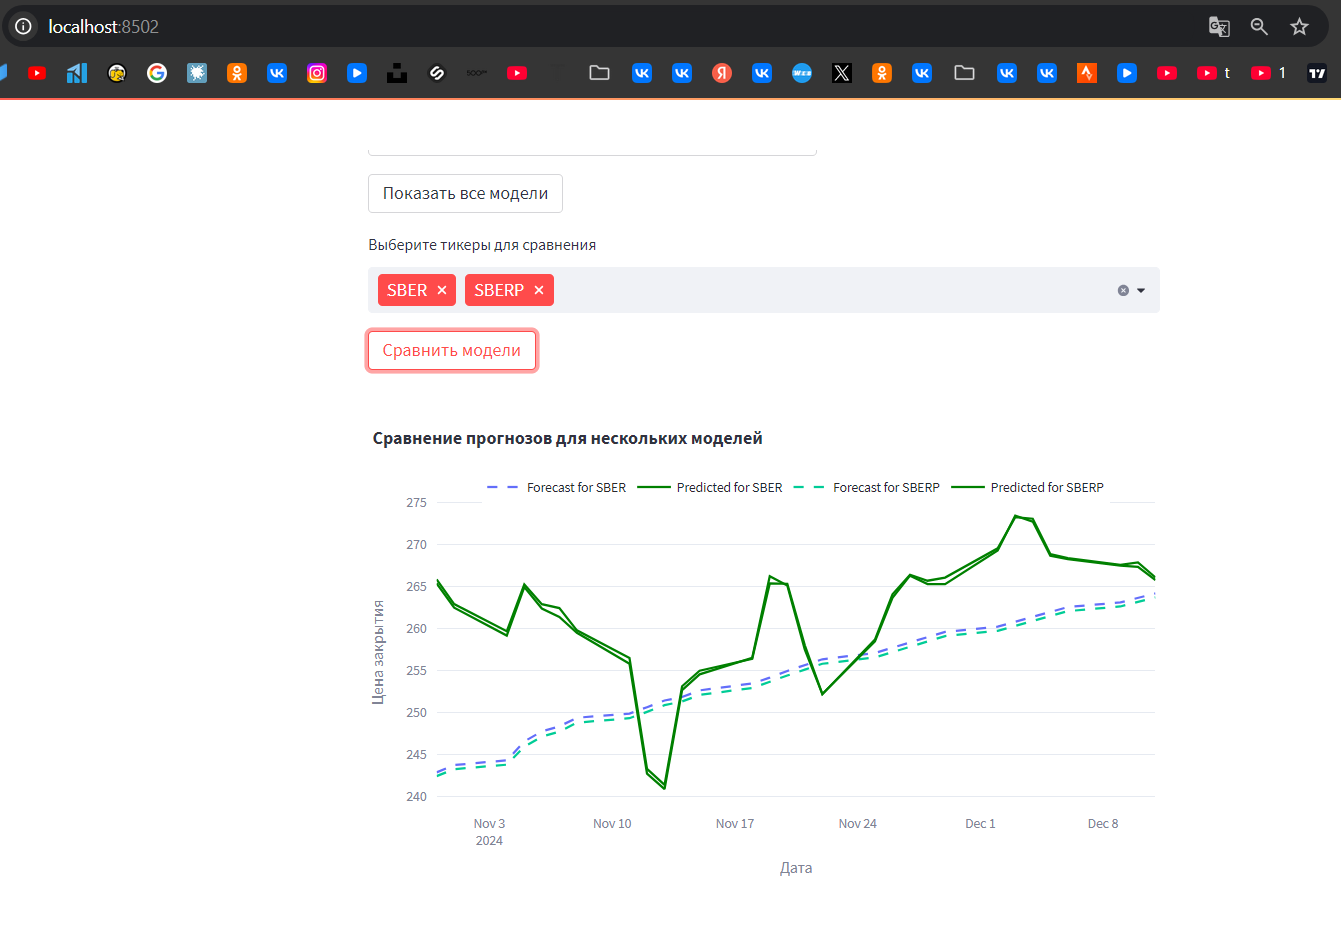 localhost:8502
t
1
Показать все модели
Выберите тикеры для сравнения
SBER × SBERP ×
Сравнить модели
Сравнение прогнозов для нескольких моделей
Forecast for SBER Predicted for SBER Forecast for SBERP Predicted for SBERP
275
270
265
260
255
250
245
240
Цена закрытия
Nov 3 Nov 10 Nov 17 Nov 24 Dec 1 Dec 8
2024
Дата